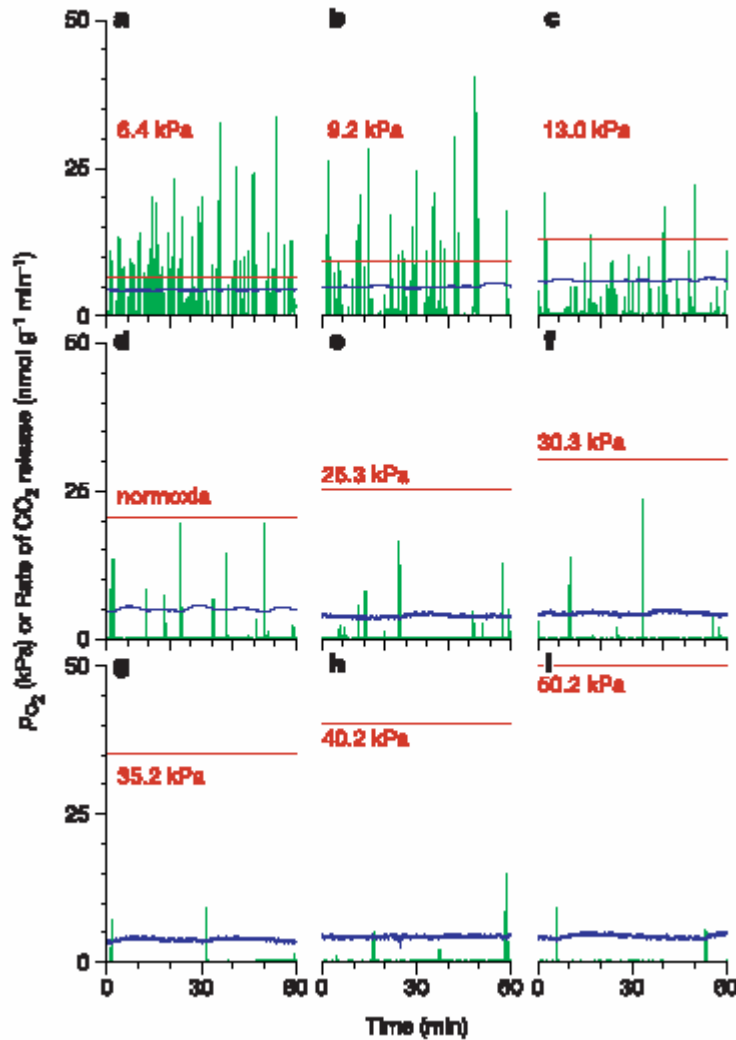 a b c
50
6.4 kPa 9.2 kPa 13.0 kPa
25
0
d e f
50
30.3 kPa
normoxia 25.3 kPa
25
0
g h i
50
50.2 kPa
35.2 kPa 40.2 kPa
25
0
0 30 60 0 30 60 0 30 60
Time (min)
PO2 (kPa) or Rate of CO2 release (nmol g-1 min-1)